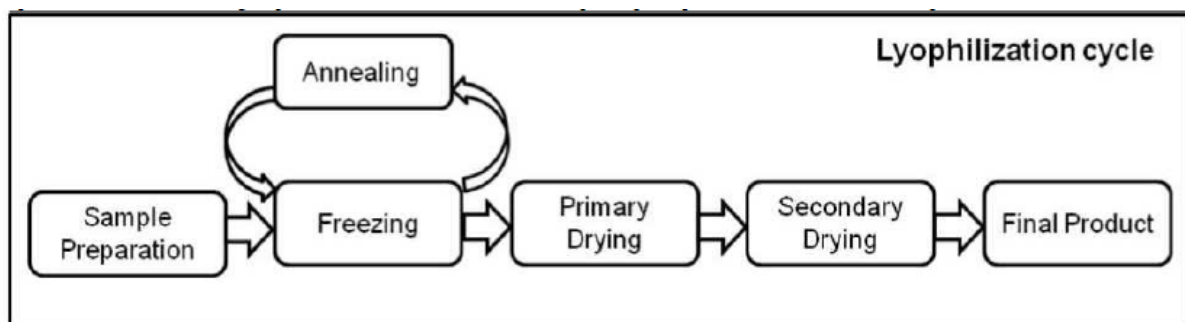 Lyophilization cycle
Annealing
Sample
Preparation
Freezing
Primary
Drying
Secondary
Drying
Final Product